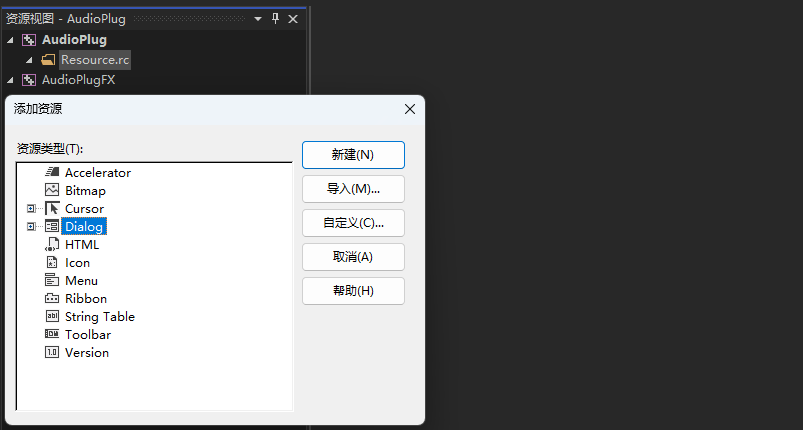 资源视图 - AudioPlug
AudioPlug
Resource.rc
AudioPlugFX
添加资源
资源类型(T):
Accelerator
Bitmap
Cursor
Dialog
HTML
Icon
Menu
Ribbon
String Table
Toolbar
Version
新建(N)
导入(M)...
自定义(C)...
取消(A)
帮助(H)